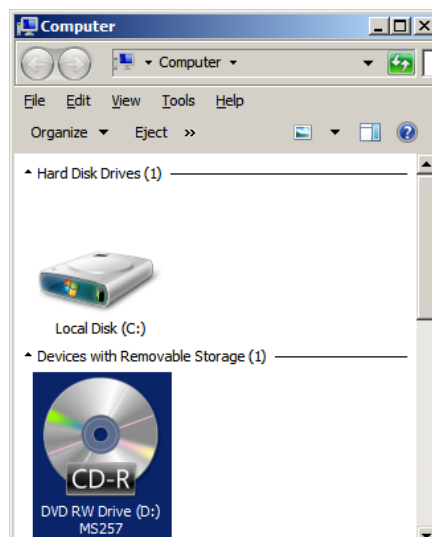 Computer
Computer
File Edit View Tools Help
Organize Eject »
Hard Disk Drives (1)
Local Disk (C:)
Devices with Removable Storage (1)
CD-R
DVD RW Drive (D:)
MS257